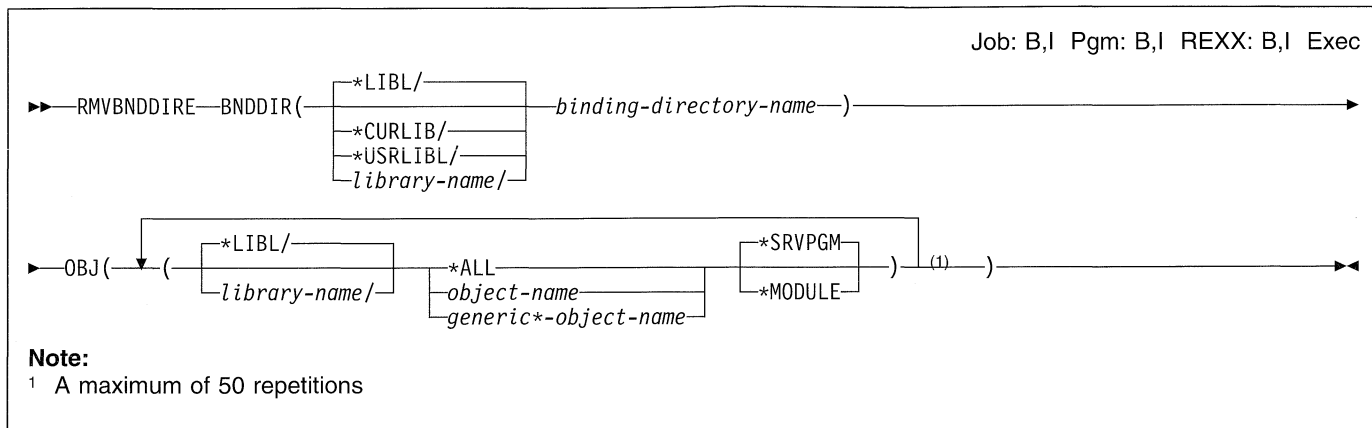 Job: B,I Pgm: B,I REXX: B,I Exec
*LIBL/
RMVBNDDIRE BNDDIR( binding-directory-name )
*CURLIB/
*USRLIBL/
library-name/
*LIBL/ *SRVPGM
OBJ( ( *ALL ) (1) )
library-name/ object-name *MODULE
generic*-object-name
Note:
1 A maximum of 50 repetitions